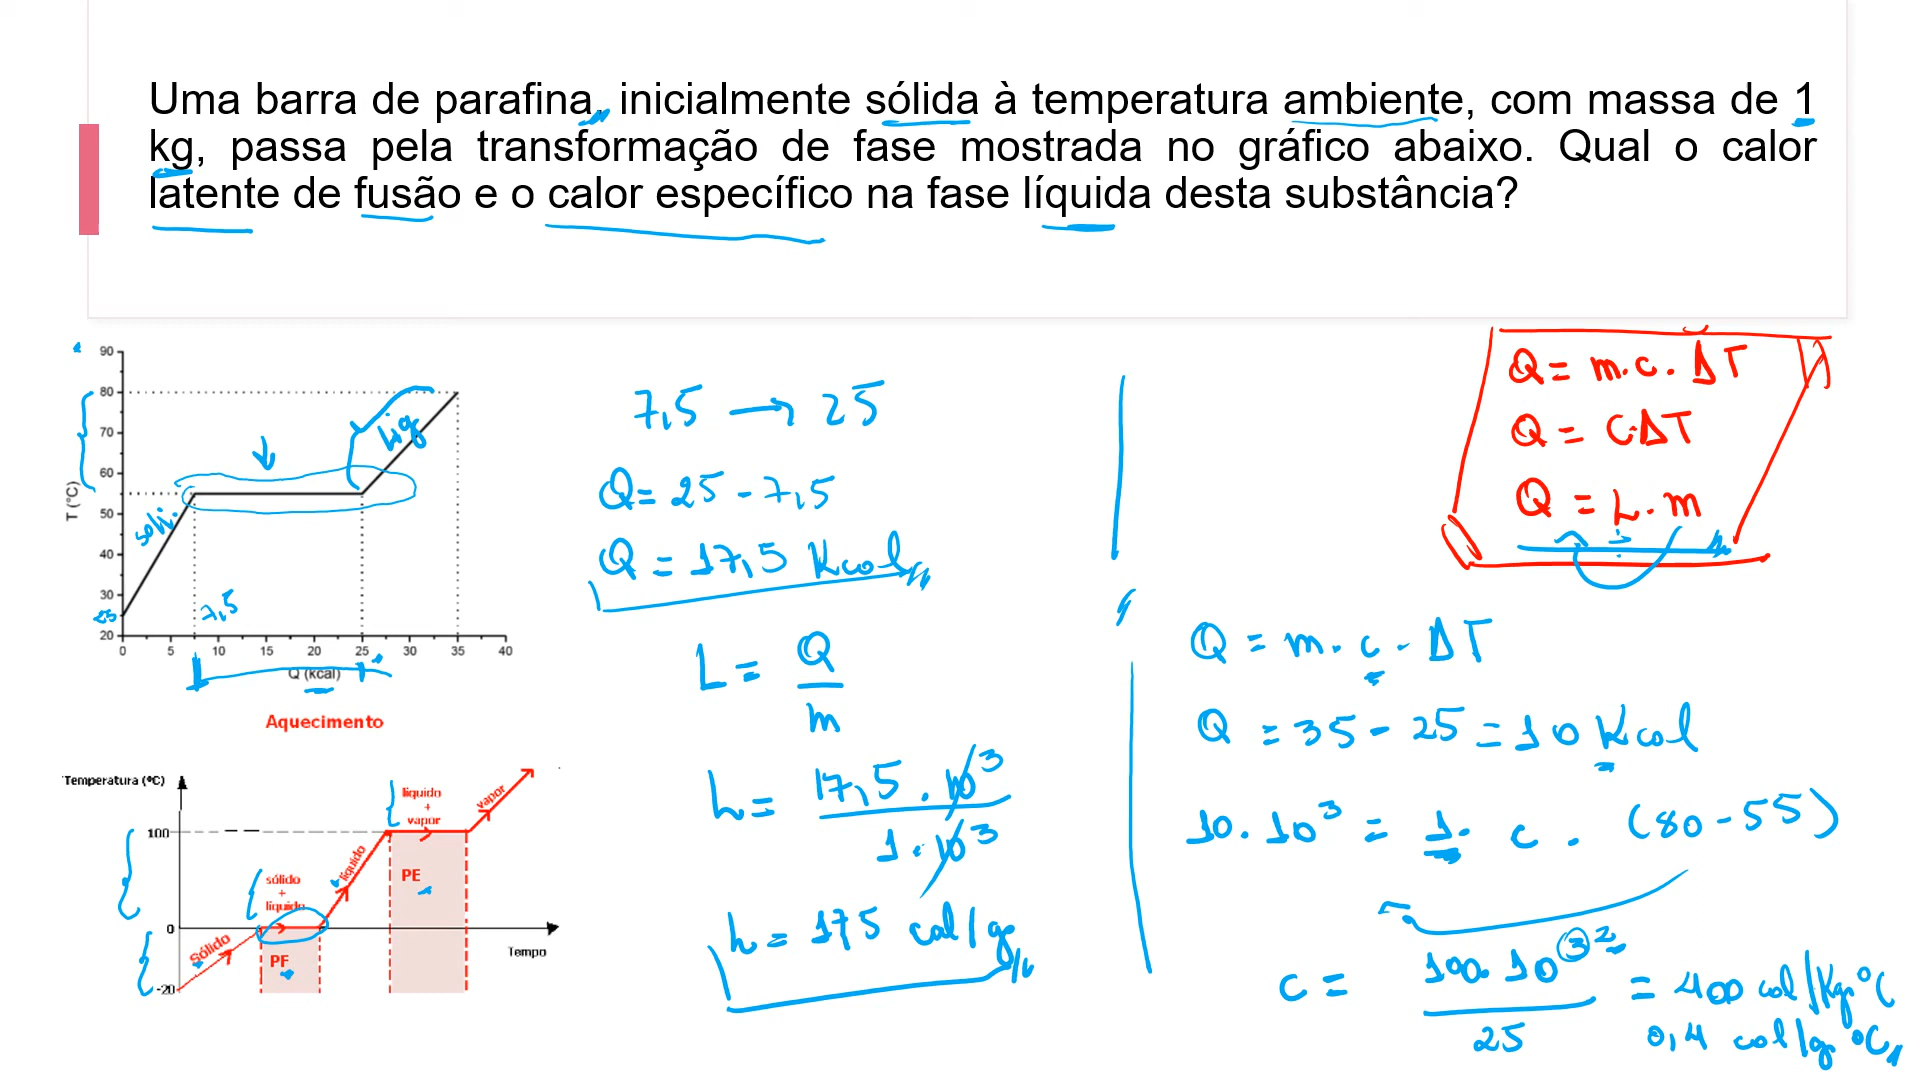 Uma barra de parafina, inicialmente sólida à temperatura ambiente, com massa de 1
kg, passa pela transformação de fase mostrada no gráfico abaixo. Qual o calor
latente de fusão e o calor específico na fase líquida desta substância?
90
80
70
60
50
40
30
25
20
T (°C)
sóli.
Liq
7,5
0 5 10 15 20 25 30 35 40
Q (kcal)
Aquecimento
Temperatura (ºC)
100
0
-20
Sólido
sólido
+
líquido
PF
líquido
líquido
+
vapor
PE
vapor
Tempo
7,5 → 25
Q = 25 - 7,5
Q = 17,5 Kcal
L = Q
m
L = 17,5 . 10³
1 . 10³
L = 17,5 cal/g
Q = m.c. ΔT
Q = C.ΔT
Q = L.m
Q = m.c. ΔT
Q = 35 - 25 = 10 Kcal
10.10³ = 1. c . (80-55)
c = 100.10² = 400 cal/Kg°C
25
0,4 cal/g °C